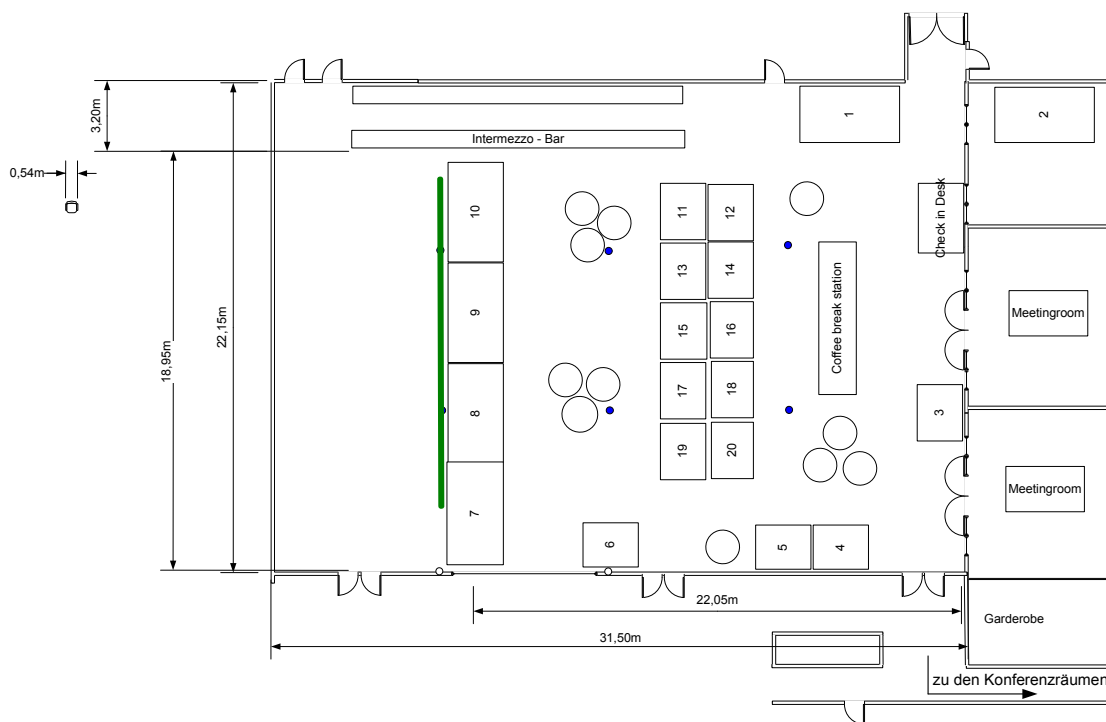 3,20m
0,54m
22,15m
18,95m
Intermezzo - Bar
1
2
10
9
8
7
11
12
13
14
15
16
17
18
19
20
Check in Desk
Coffee break station
Meetingroom
3
Meetingroom
6
5
4
22,05m
31,50m
Garderobe
zu den Konferenzräumen